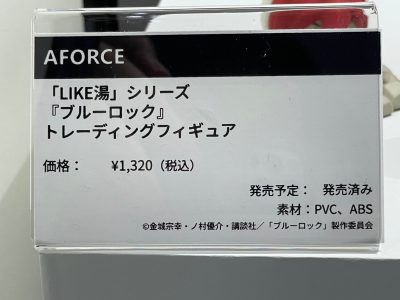 AFORCE
「LIKE湯」シリーズ
『ブルーロック』
トレーディングフィギュア
価格： ¥1,320（税込）
発売予定： 発売済み
素材：PVC、ABS
©金城宗幸・ノ村優介・講談社／「ブルーロック」製作委員会